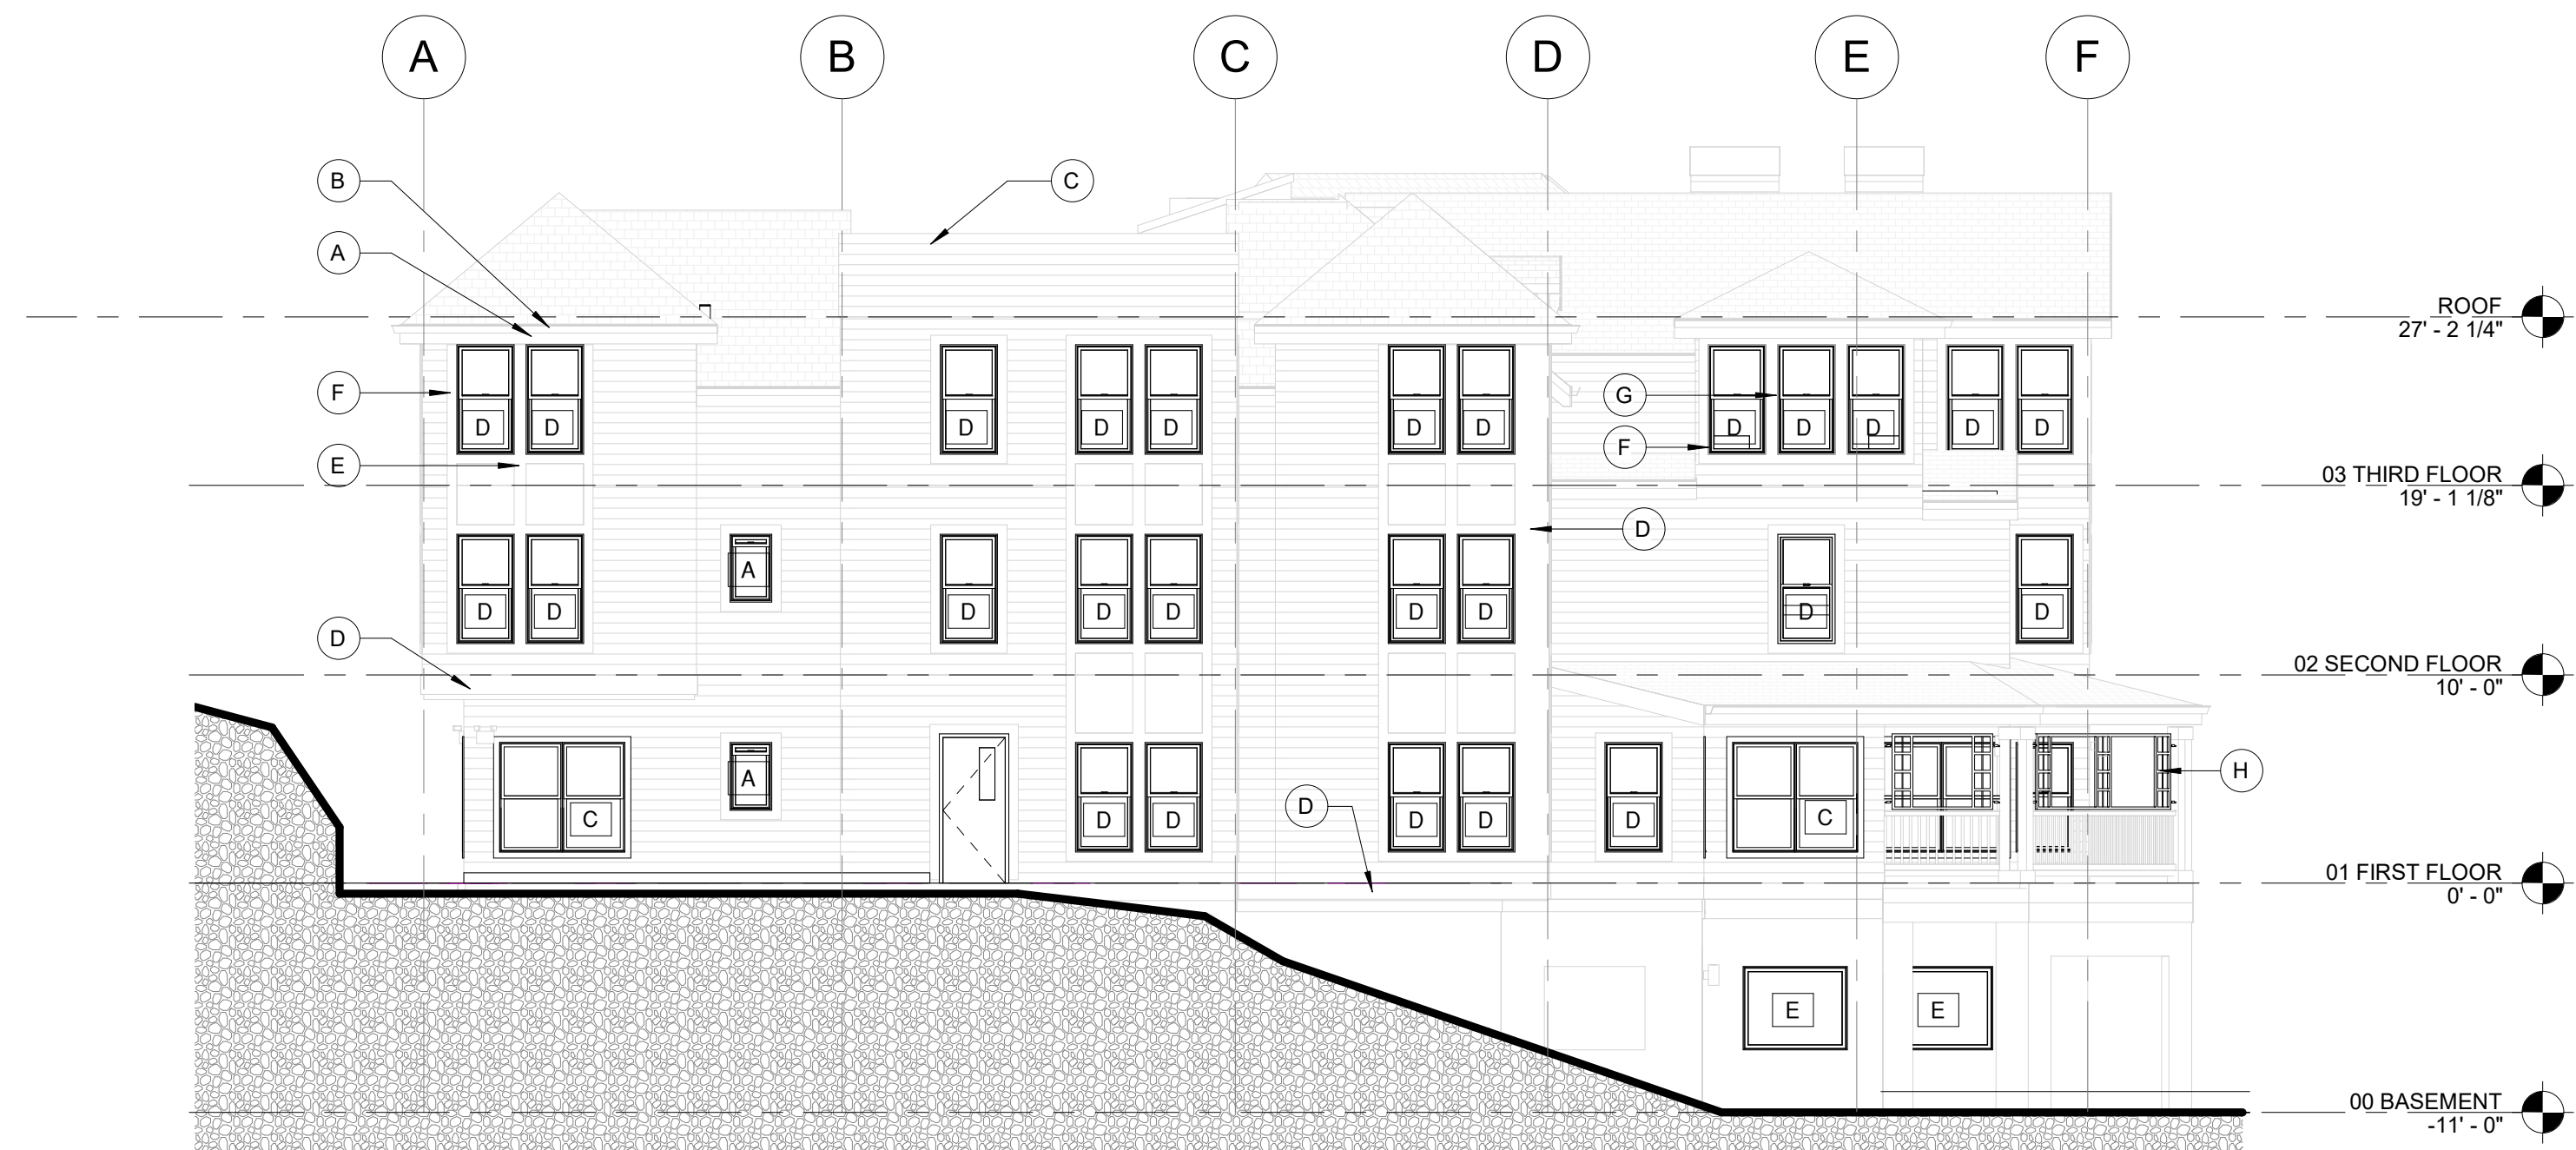 A B C D E F
B C
A
ROOF
27' - 2 1/4"
F G
D D D D D D D D D D D D
F
E
03 THIRD FLOOR
19' - 1 1/8"
D
A
D D D D D D D D D
D
02 SECOND FLOOR
10' - 0"
H
A
D
C D D D D D C
01 FIRST FLOOR
0' - 0"
E E
00 BASEMENT
-11' - 0"